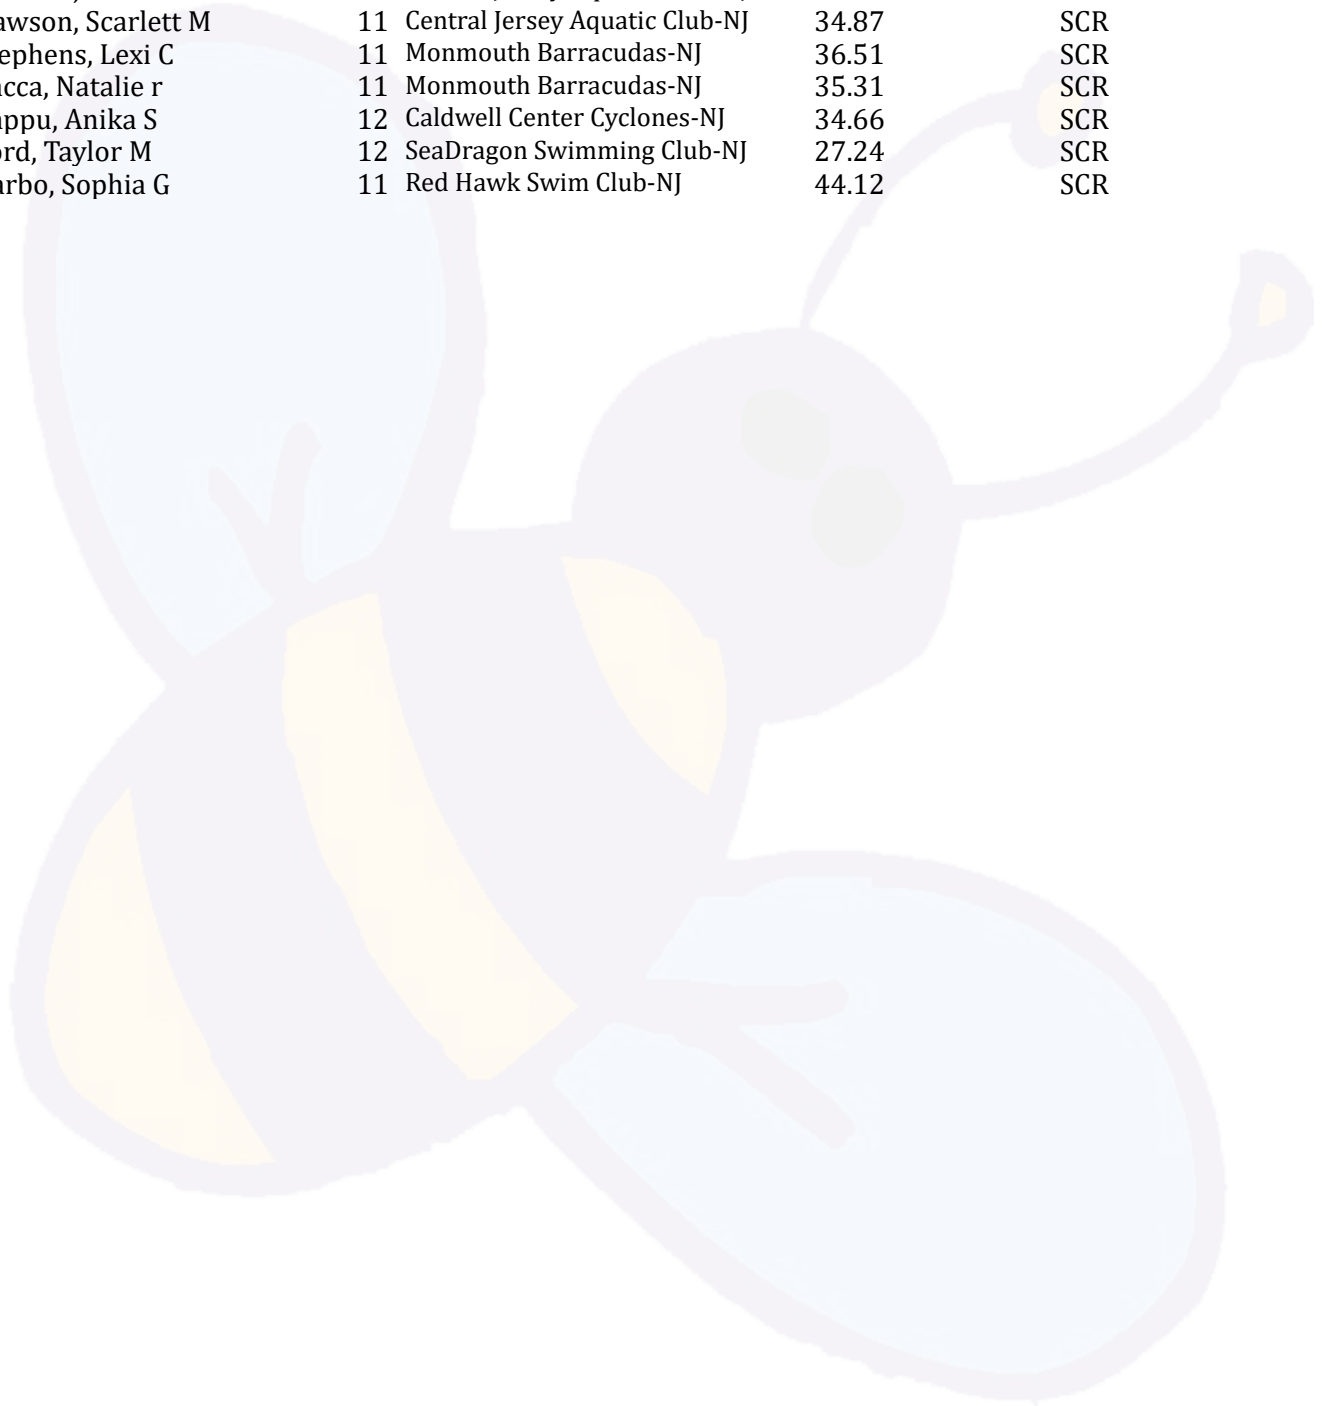 awson, Scarlett M 11 Central Jersey Aquatic Club-NJ 34.87 SCR
ephens, Lexi C 11 Monmouth Barracudas-NJ 36.51 SCR
acca, Natalie r 11 Monmouth Barracudas-NJ 35.31 SCR
appu, Anika S 12 Caldwell Center Cyclones-NJ 34.66 SCR
ord, Taylor M 12 SeaDragon Swimming Club-NJ 27.24 SCR
arbo, Sophia G 11 Red Hawk Swim Club-NJ 44.12 SCR